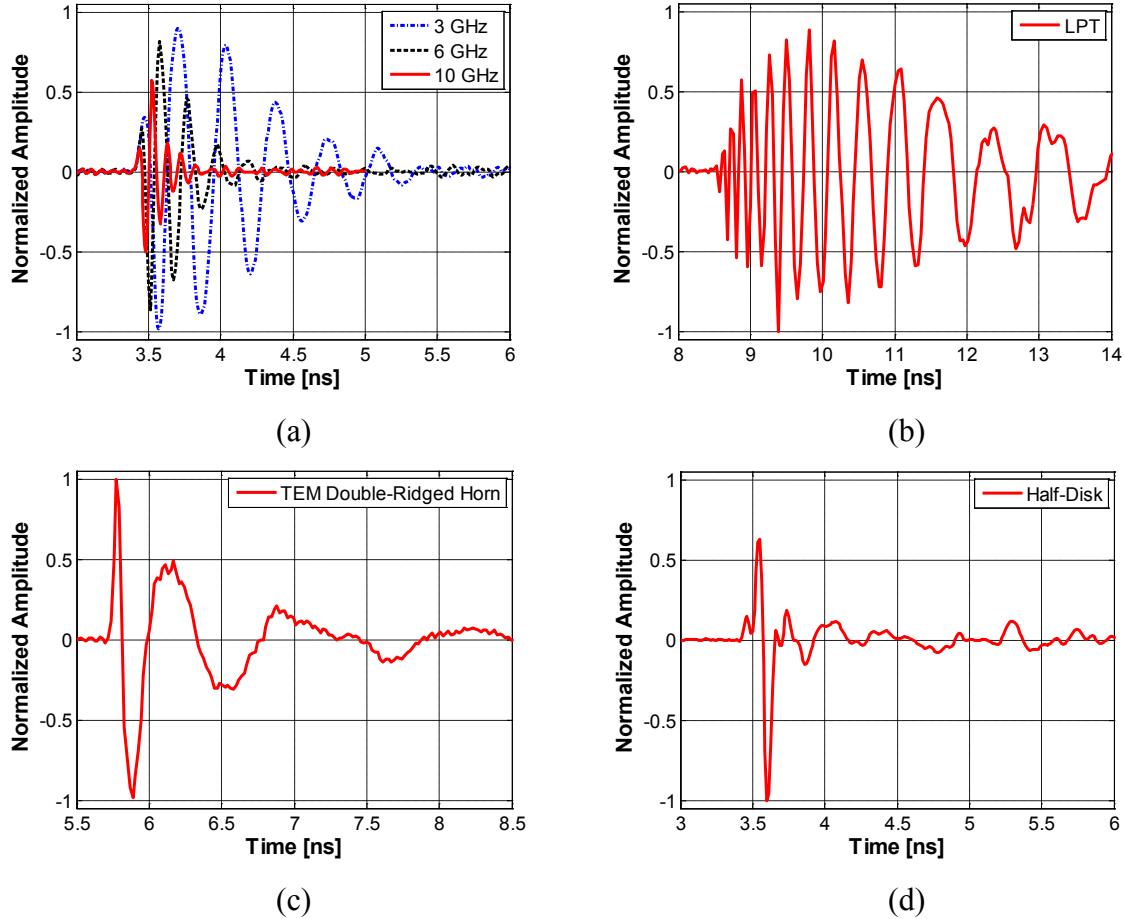 3 GHz
6 GHz
10 GHz
Normalized Amplitude
1
0.5
0
-0.5
-1
3 3.5 4 4.5 5 5.5 6
Time [ns]
(a)
LPT
Normalized Amplitude
1
0.5
0
-0.5
-1
8 9 10 11 12 13 14
Time [ns]
(b)
TEM Double-Ridged Horn
Normalized Amplitude
1
0.5
0
-0.5
-1
5.5 6 6.5 7 7.5 8 8.5
Time [ns]
(c)
Half-Disk
Normalized Amplitude
1
0.5
0
-0.5
-1
3 3.5 4 4.5 5 5.5 6
Time [ns]
(d)